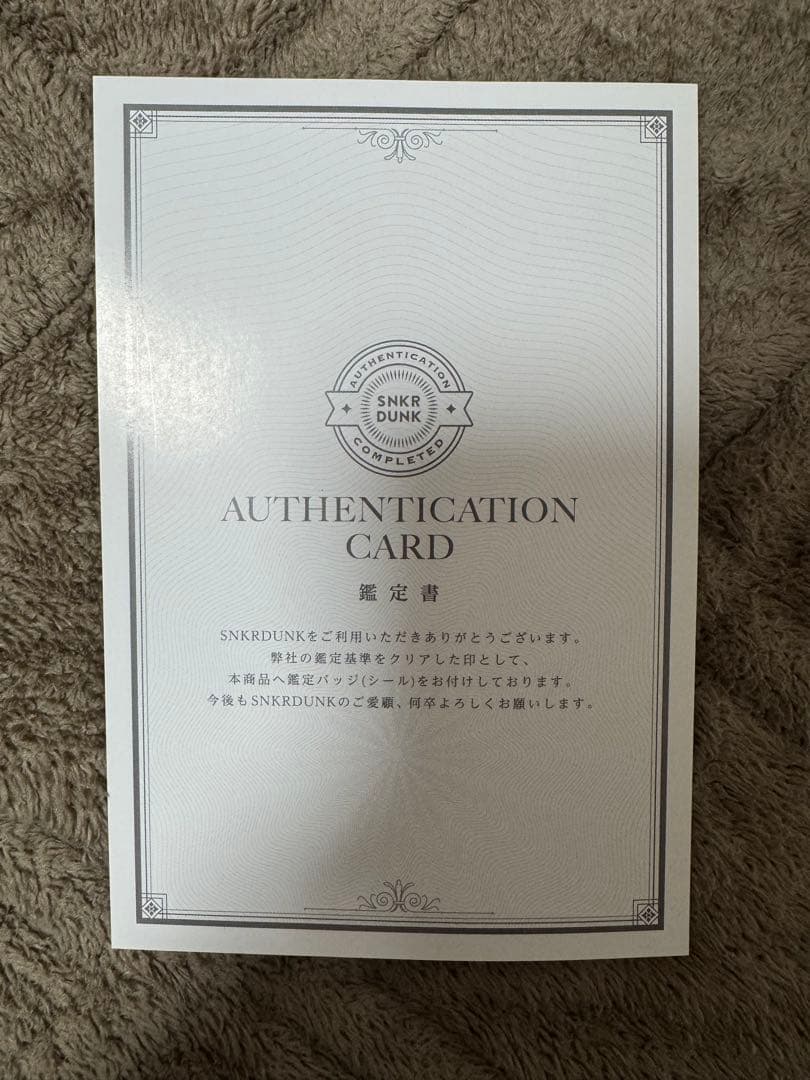 AUTHENTICATION
SNKR
DUNK
COMPLETED
AUTHENTICATION
CARD
鑑定書
SNKRDUNKをご利用いただきありがとうございます。
弊社の鑑定基準をクリアした印として、
本商品へ鑑定バッジ(シール)をお付けしております。
今後もSNKRDUNKのご愛顧、何卒よろしくお願いします。